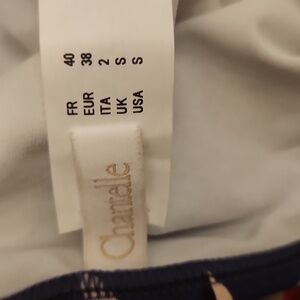 FR 40
EUR 38
ITA 2
UK S
USA S
Chantelle